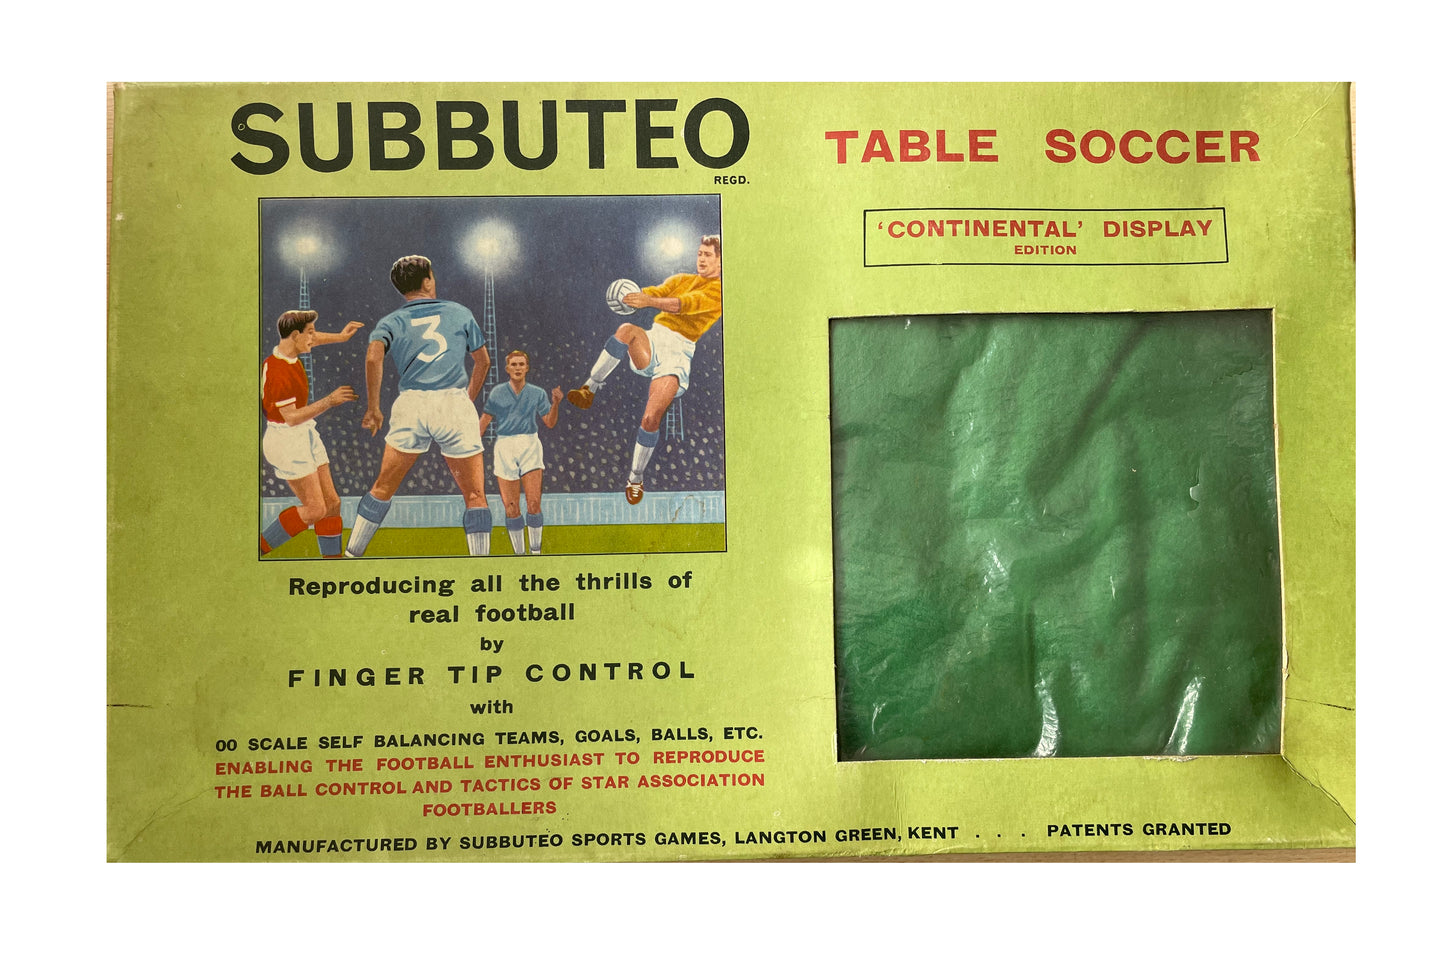 SUBBUTEO
REGD.
TABLE SOCCER
‘CONTINENTAL’ DISPLAY
EDITION
3
Reproducing all the thrills of
real football
by
FINGER TIP CONTROL
with
OO SCALE SELF BALANCING TEAMS, GOALS, BALLS, ETC.
ENABLING THE FOOTBALL ENTHUSIAST TO REPRODUCE
THE BALL CONTROL AND TACTICS OF STAR ASSOCIATION
FOOTBALLERS
MANUFACTURED BY SUBBUTEO SPORTS GAMES, LANGTON GREEN, KENT . . . PATENTS GRANTED